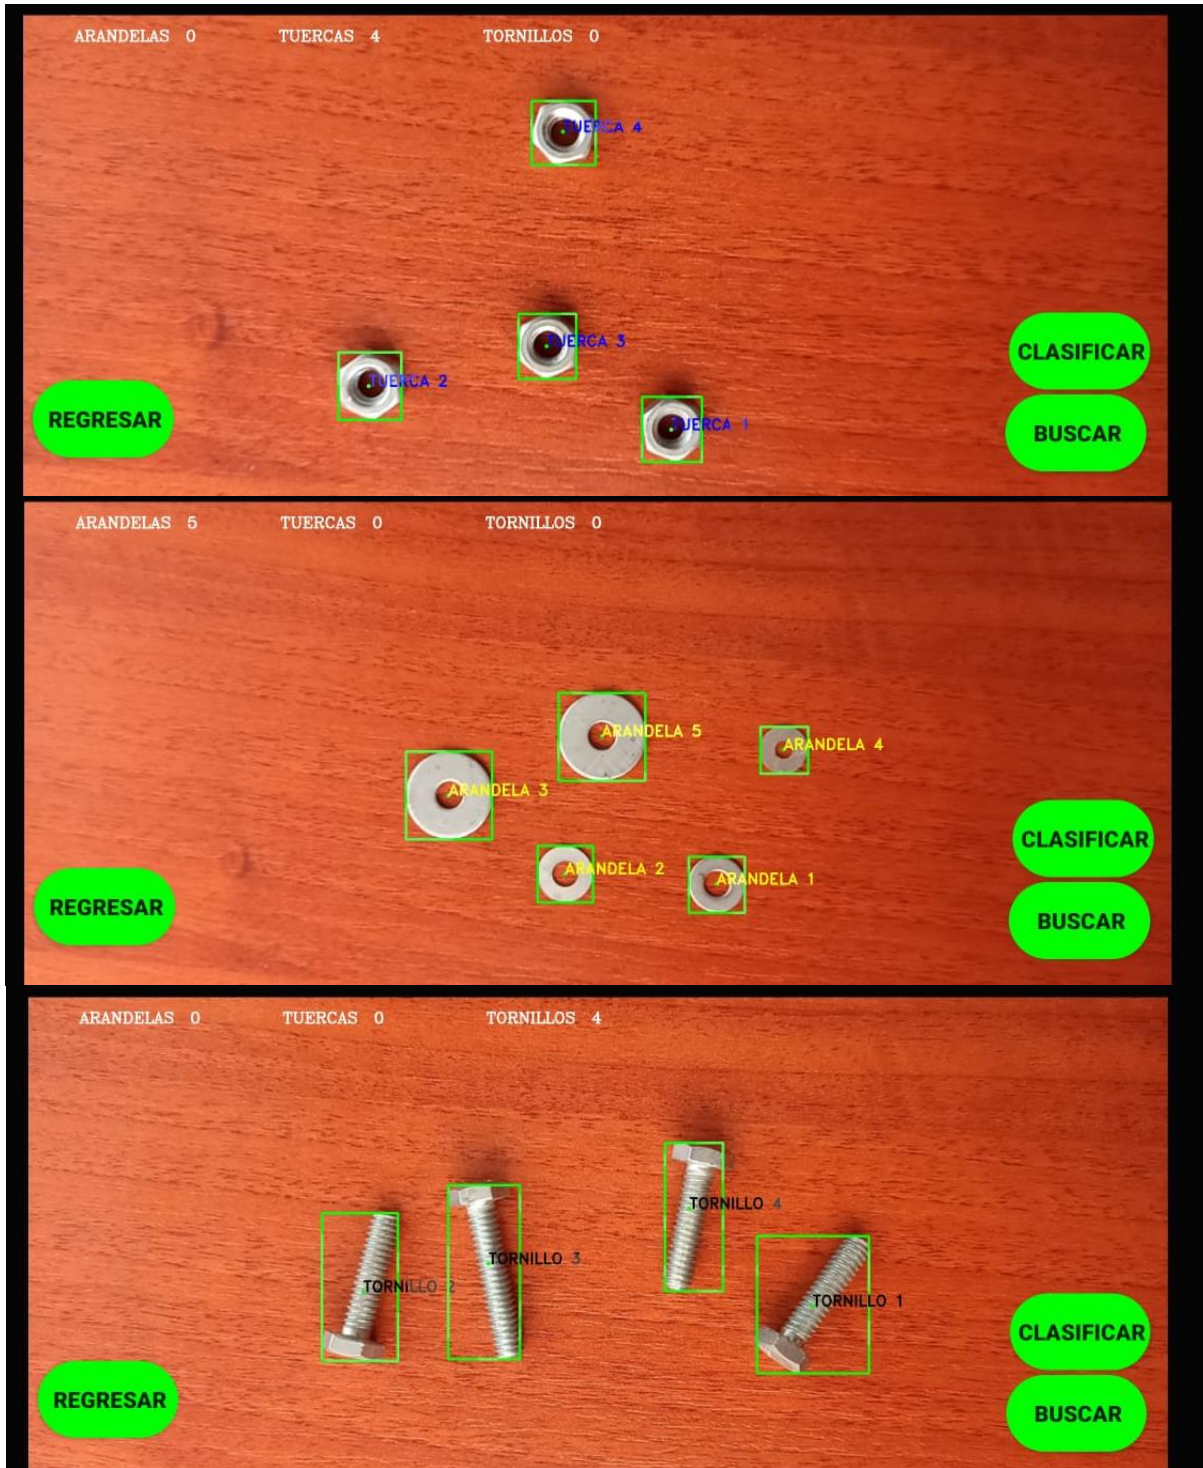 ARANDELAS 0 TUERCAS 4 TORNILLOS 0
TUERCA 4
TUERCA 3
CLASIFICAR
TUERCA 2
REGRESAR
TUERCA 1
BUSCAR
ARANDELAS 5 TUERCAS 0 TORNILLOS 0
ARANDELA 5
ARANDELA 4
ARANDELA 3
CLASIFICAR
ARANDELA 2
ARANDELA 1
REGRESAR
BUSCAR
ARANDELAS 0 TUERCAS 0 TORNILLOS 4
TORNILLO 4
TORNILLO 3
TORNILLO 2
TORNILLO 1
CLASIFICAR
REGRESAR
BUSCAR